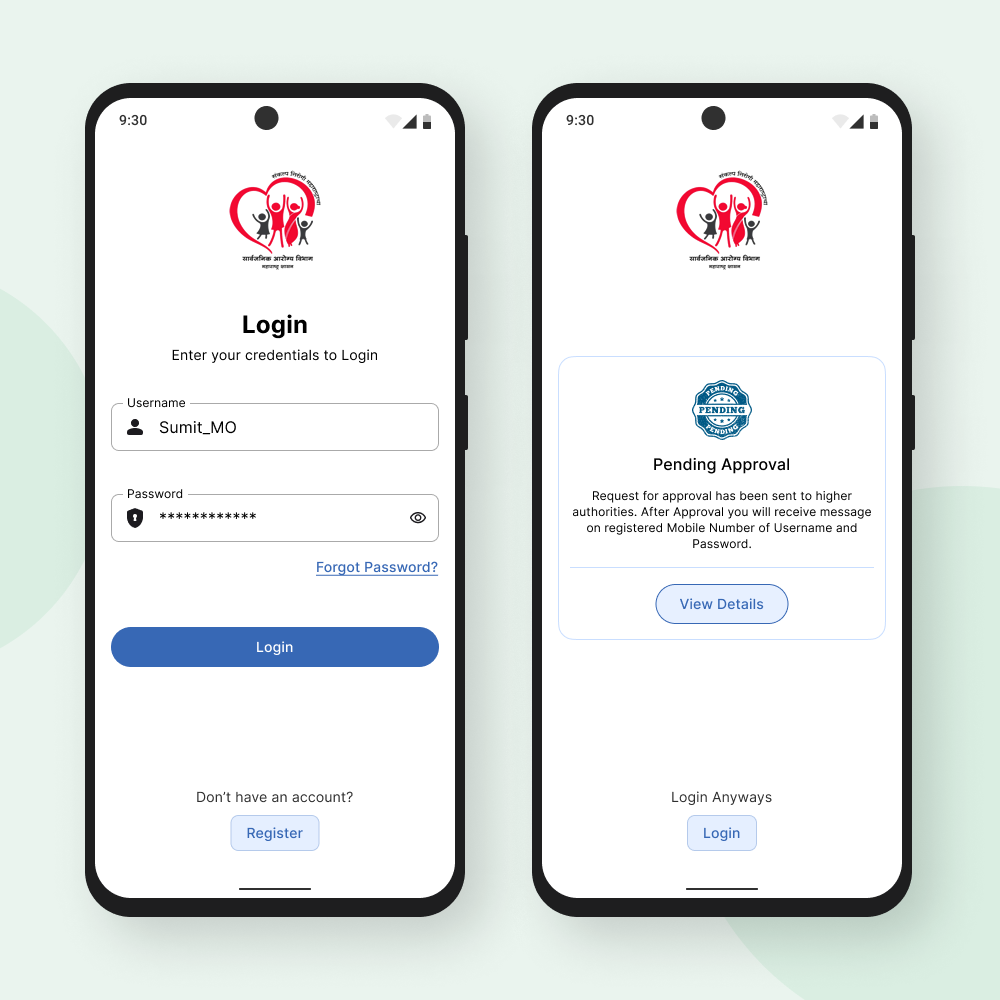 9:30
संकल्प निरोगी महाराष्ट्राचा
सार्वजनिक आरोग्य विभाग
महाराष्ट्र शासन
Login
Enter your credentials to Login
Username
Sumit_MO
Password
************
Forgot Password?
Login
Don’t have an account?
Register
9:30
संकल्प निरोगी महाराष्ट्राचा
सार्वजनिक आरोग्य विभाग
महाराष्ट्र शासन
PENDING
PENDING
PENDING
Pending Approval
Request for approval has been sent to higher
authorities. After Approval you will receive message
on registered Mobile Number of Username and
Password.
View Details
Login Anyways
Login